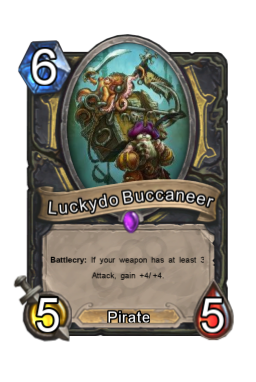 6
Luckydo Buccaneer
Battlecry: If your weapon has at least 3
Attack, gain +4/+4
5
Pirate
5